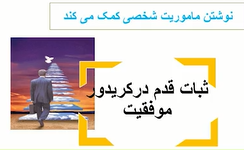 نوشتن ماموریت شخصی کمک می کند
ثبات قدم درکریدور
موفقیت